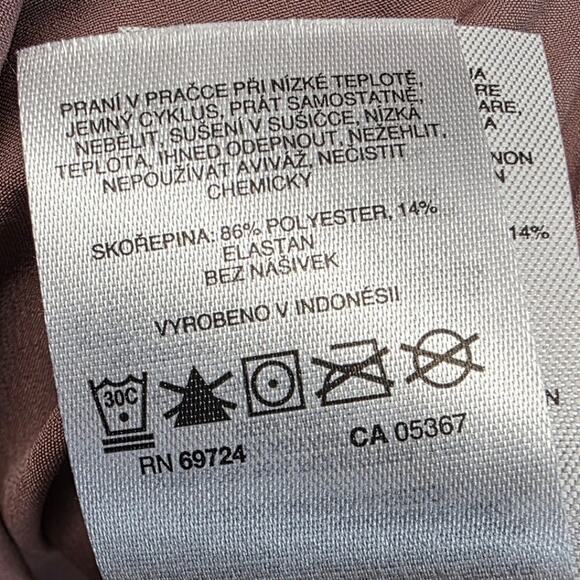 PRANÍ V PRAČCE PŘI NÍZKÉ TEPLOTĚ,
JEMNÝ CYKLUS, PRÁT SAMOSTATNĚ,
NEBĚLIT, SUŠENÍ V SUŠIČCE, NÍZKÁ
TEPLOTA, IHNED ODEPNOUT, NEŽEHLIT,
NEPOUŽÍVAT AVIVÁŽ, NEČISTIT
CHEMICKY
SKOŘEPINA: 86% POLYESTER, 14%
ELASTAN
BEZ NÁŠIVEK
VYROBENO V INDONÉSII
30C
RN 69724 CA 05367
14%